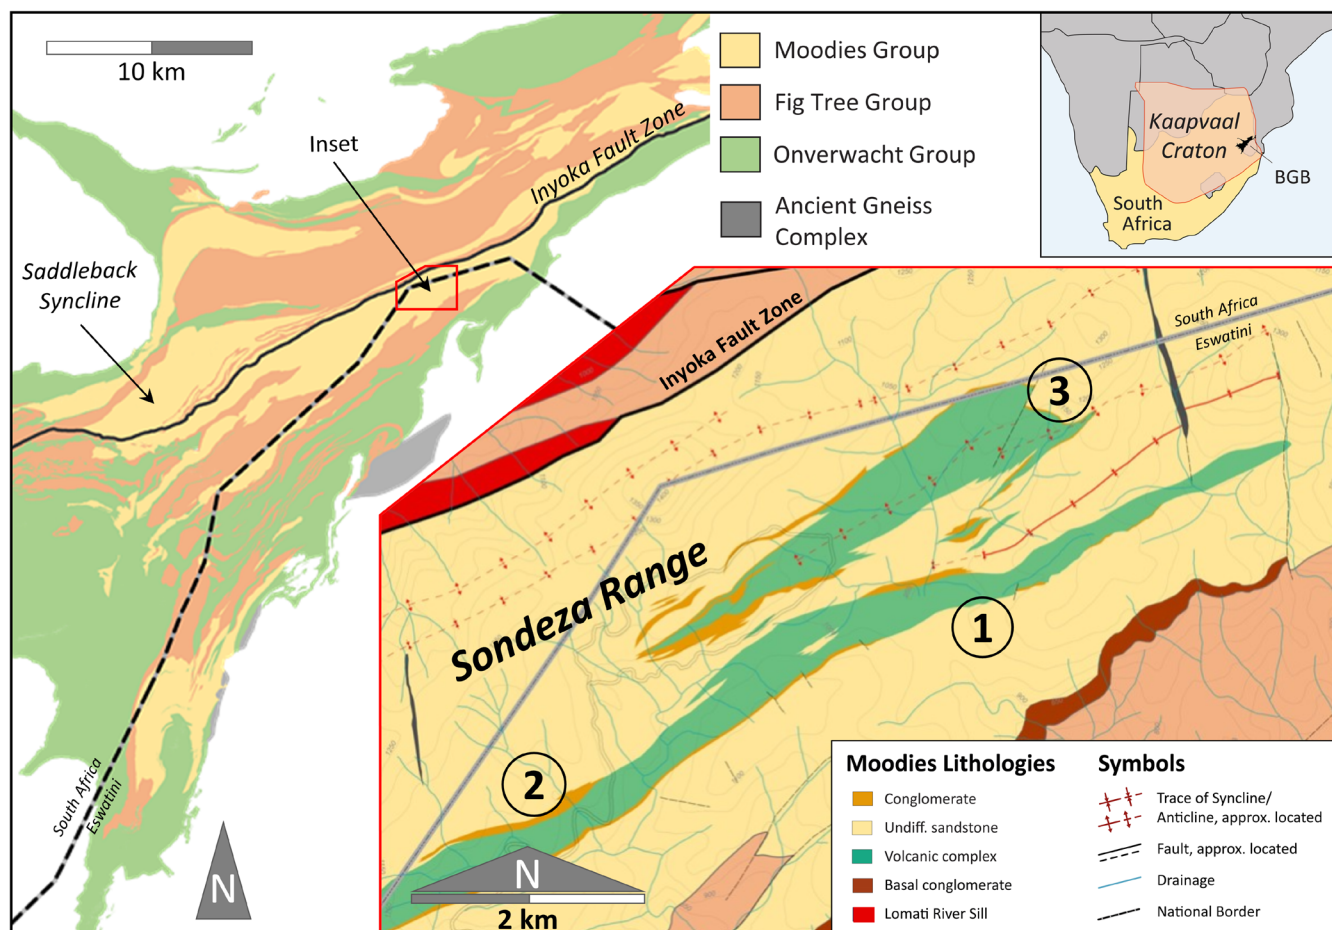 10 km
Inset
Inyoka Fault Zone
Saddleback
Syncline
South Africa
Eswatini
N
Moodies Group
Fig Tree Group
Onverwacht Group
Ancient Gneiss
Complex
Kaapvaal
Craton
BGB
South
Africa
Inyoka Fault Zone
South Africa
Eswatini
Sondeza Range
3
1
2
N
2 km
Moodies Lithologies
Conglomerate
Undiff. sandstone
Volcanic complex
Basal conglomerate
Lomati River Sill
Symbols
Trace of Syncline/
Anticline, approx. located
Fault, approx. located
Drainage
National Border